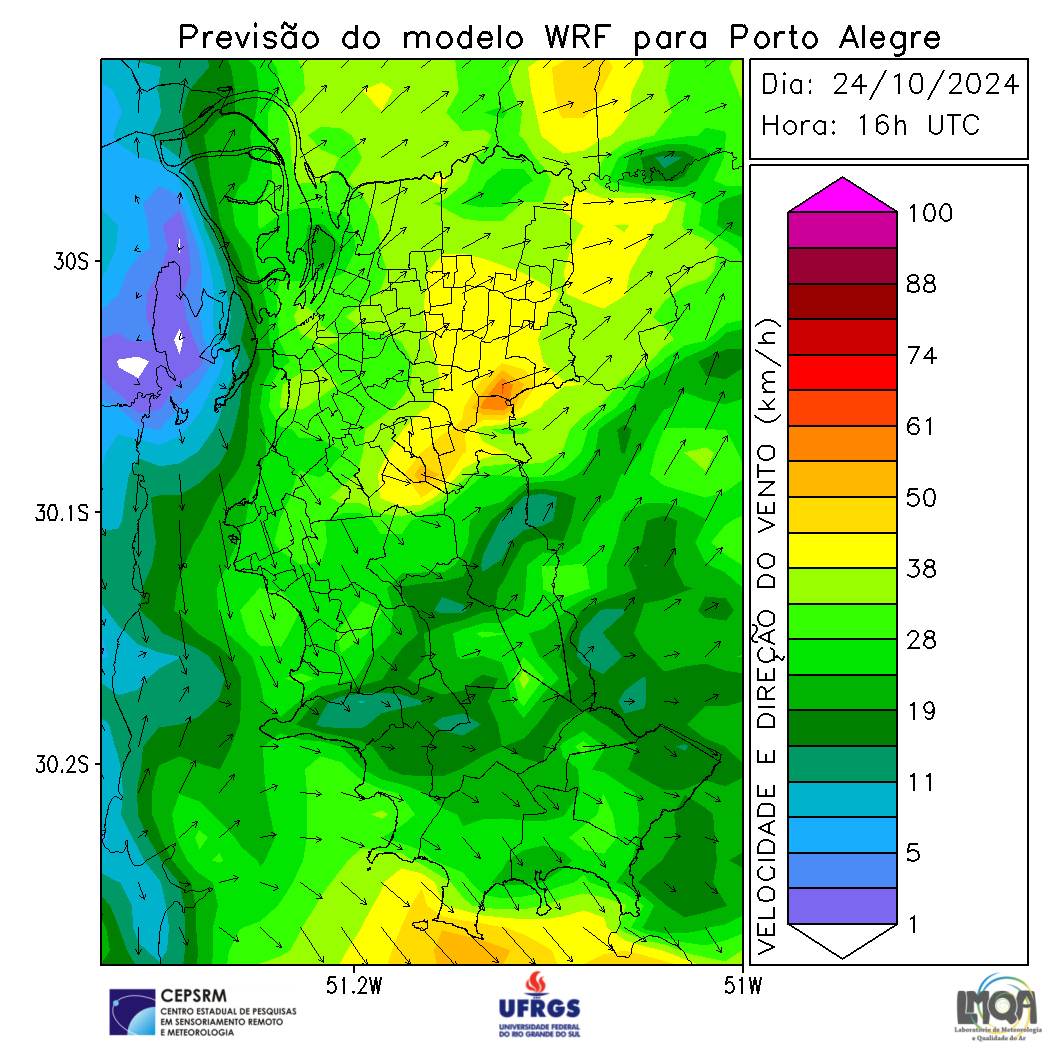 Previsão do modelo WRF para Porto Alegre
Dia: 24/10/2024
Hora: 16h UTC
30S
30.1S
30.2S
51.2W
51W
VELOCIDADE E DIREÇÃO DO VENTO (km/h)
100
88
74
61
50
38
28
19
11
5
1
CEPSRM
CENTRO ESTADUAL DE PESQUISAS
EM SENSORIAMENTO REMOTO
E METEOROLOGIA
UFRGS
UNIVERSIDADE FEDERAL
DO RIO GRANDE DO SUL
LMQA
Laboratório de Meteorologia
e Qualidade do Ar